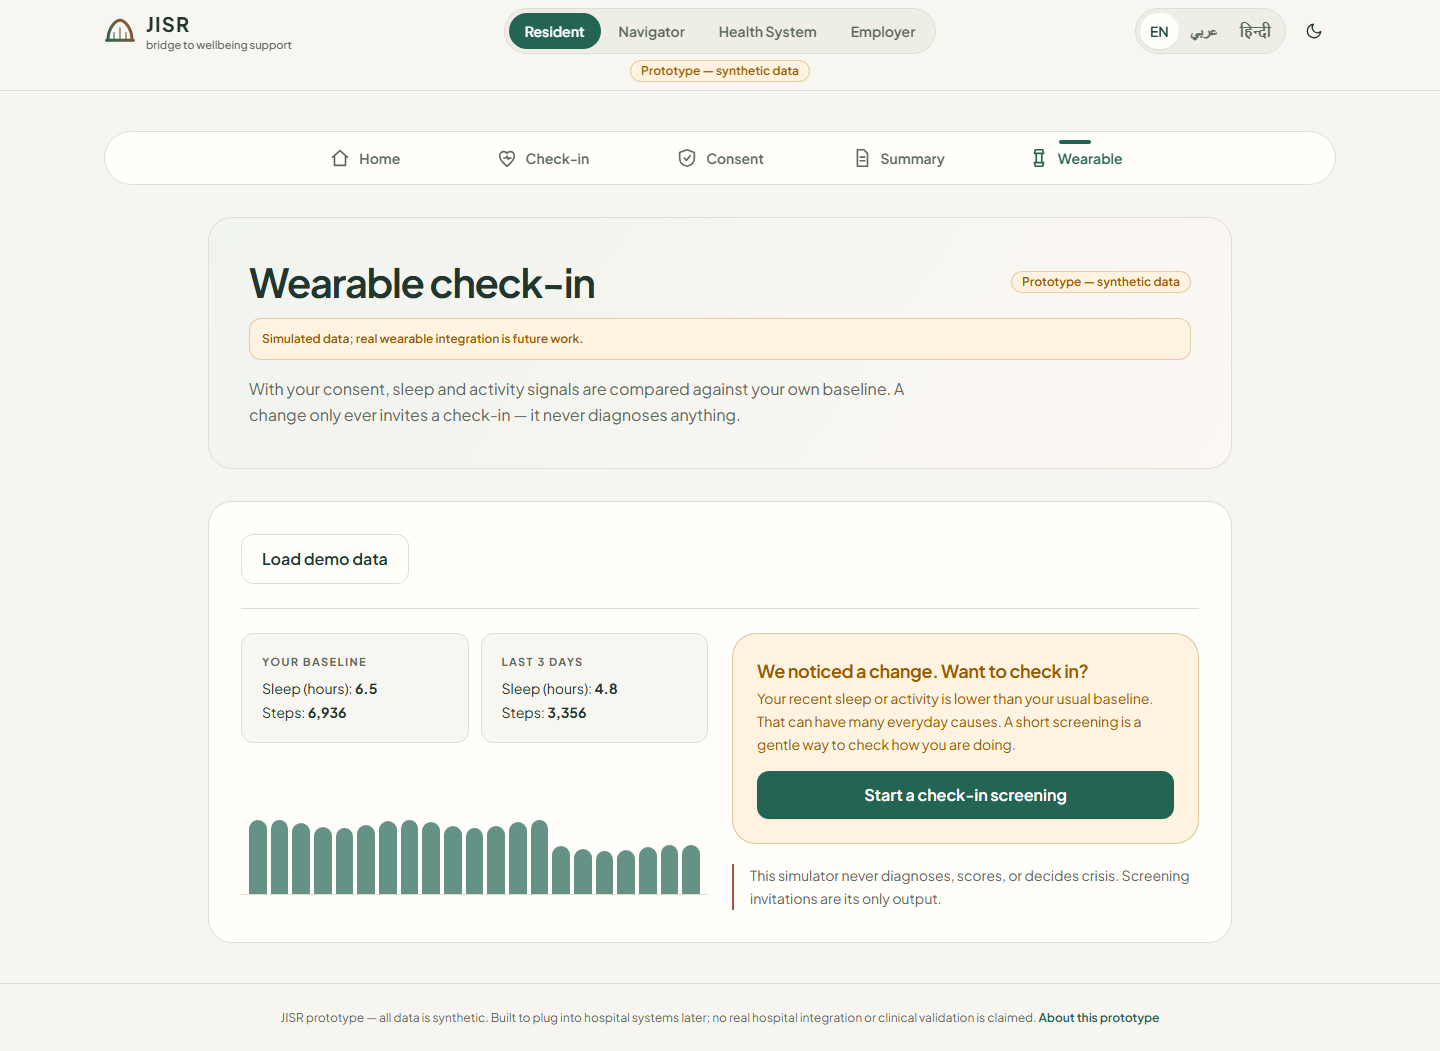 JISR
bridge to wellbeing support
Resident
Navigator
Health System
Employer
EN
عربي
हिन्दी
Prototype — synthetic data
Home
Check-in
Consent
Summary
Wearable
Wearable check-in
Prototype — synthetic data
Simulated data; real wearable integration is future work.
With your consent, sleep and activity signals are compared against your own baseline. A
change only ever invites a check-in — it never diagnoses anything.
Load demo data
YOUR BASELINE
Sleep (hours): 6.5
Steps: 6,936
LAST 3 DAYS
Sleep (hours): 4.8
Steps: 3,356
We noticed a change. Want to check in?
Your recent sleep or activity is lower than your usual baseline.
That can have many everyday causes. A short screening is a
gentle way to check how you are doing.
Start a check-in screening
This simulator never diagnoses, scores, or decides crisis. Screening
invitations are its only output.
JISR prototype — all data is synthetic. Built to plug into hospital systems later; no real hospital integration or clinical validation is claimed. About this prototype